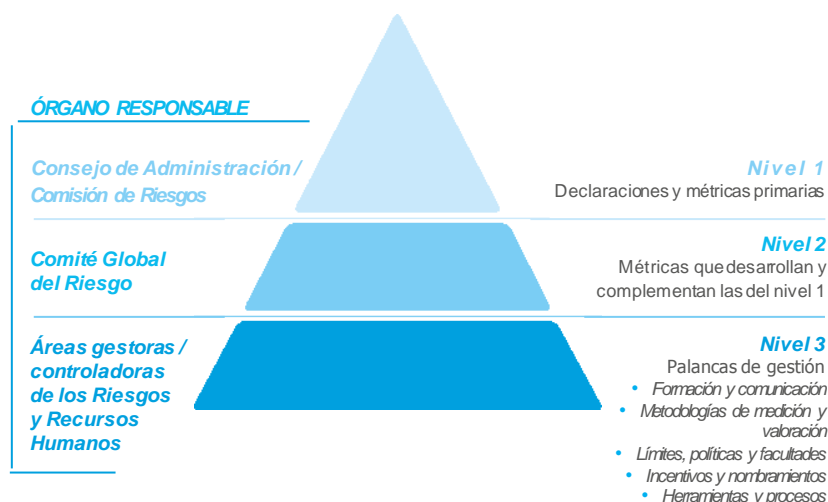 ÓRGANO RESPONSABLE
Consejo de Administración /
Comisión de Riesgos
Nivel 1
Declaraciones y métricas primarias
Comité Global
del Riesgo
Nivel 2
Métricas que desarrollan y
complementan las del nivel 1
Áreas gestoras /
controladoras
de los Riesgos
y Recursos
Humanos
Nivel 3
Palancas de gestión
• Formación y comunicación
• Metodologías de medición y
valoración
• Límites, políticas y facultades
• Incentivos y nombramientos
• Herramientas y procesos